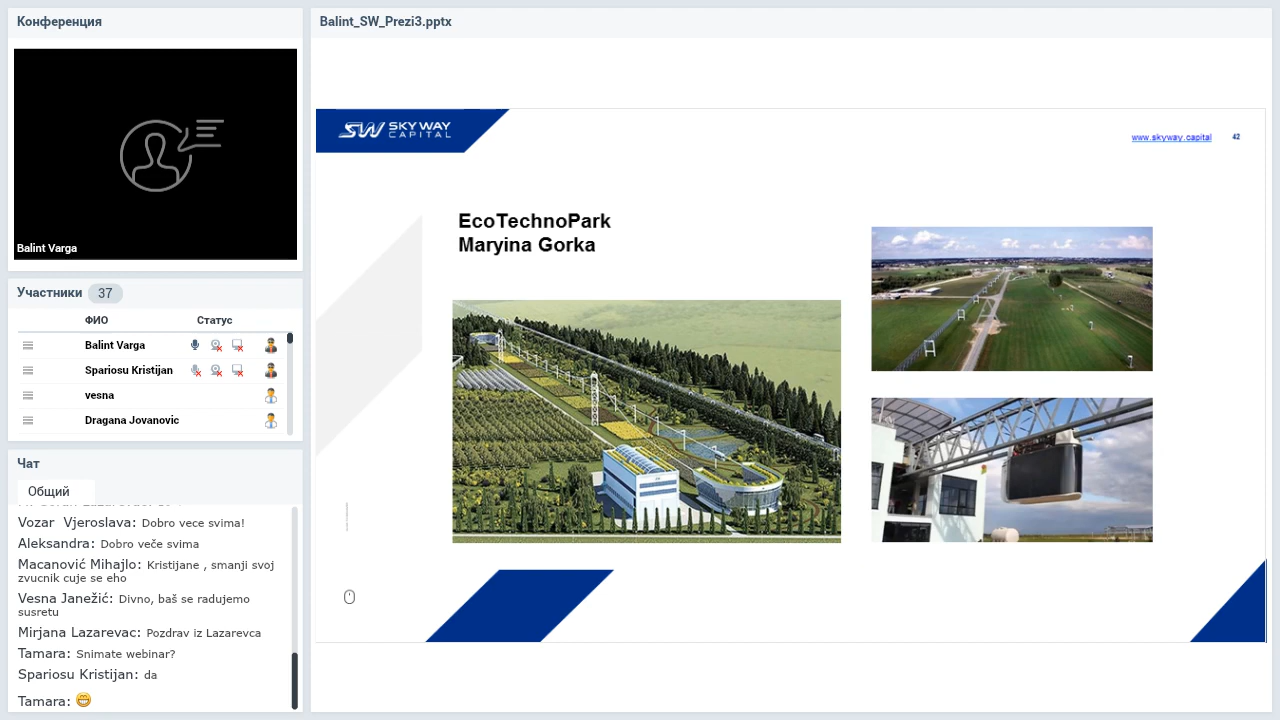 Конференция
Balint Varga
Участники 37
ФИО Статус
Balint Varga
Spariosu Kristijan
vesna
Dragana Jovanovic
Чат
Общий
Vozar Vjeroslava: Dobro vece svima!
Aleksandra: Dobro veče svima
Macanović Mihajlo: Kristijane , smanji svoj
zvucnik cuje se eho
Vesna Janežić: Divno, baš se radujemo
susretu
Mirjana Lazarevac: Pozdrav iz Lazarevca
Tamara: Snimate webinar?
Spariosu Kristijan: da
Tamara: 😁
Balint_SW_Prezi3.pptx
SW SKY WAY
CAPITAL
www.skyway.capital 42
EcoTechnoPark
Maryina Gorka